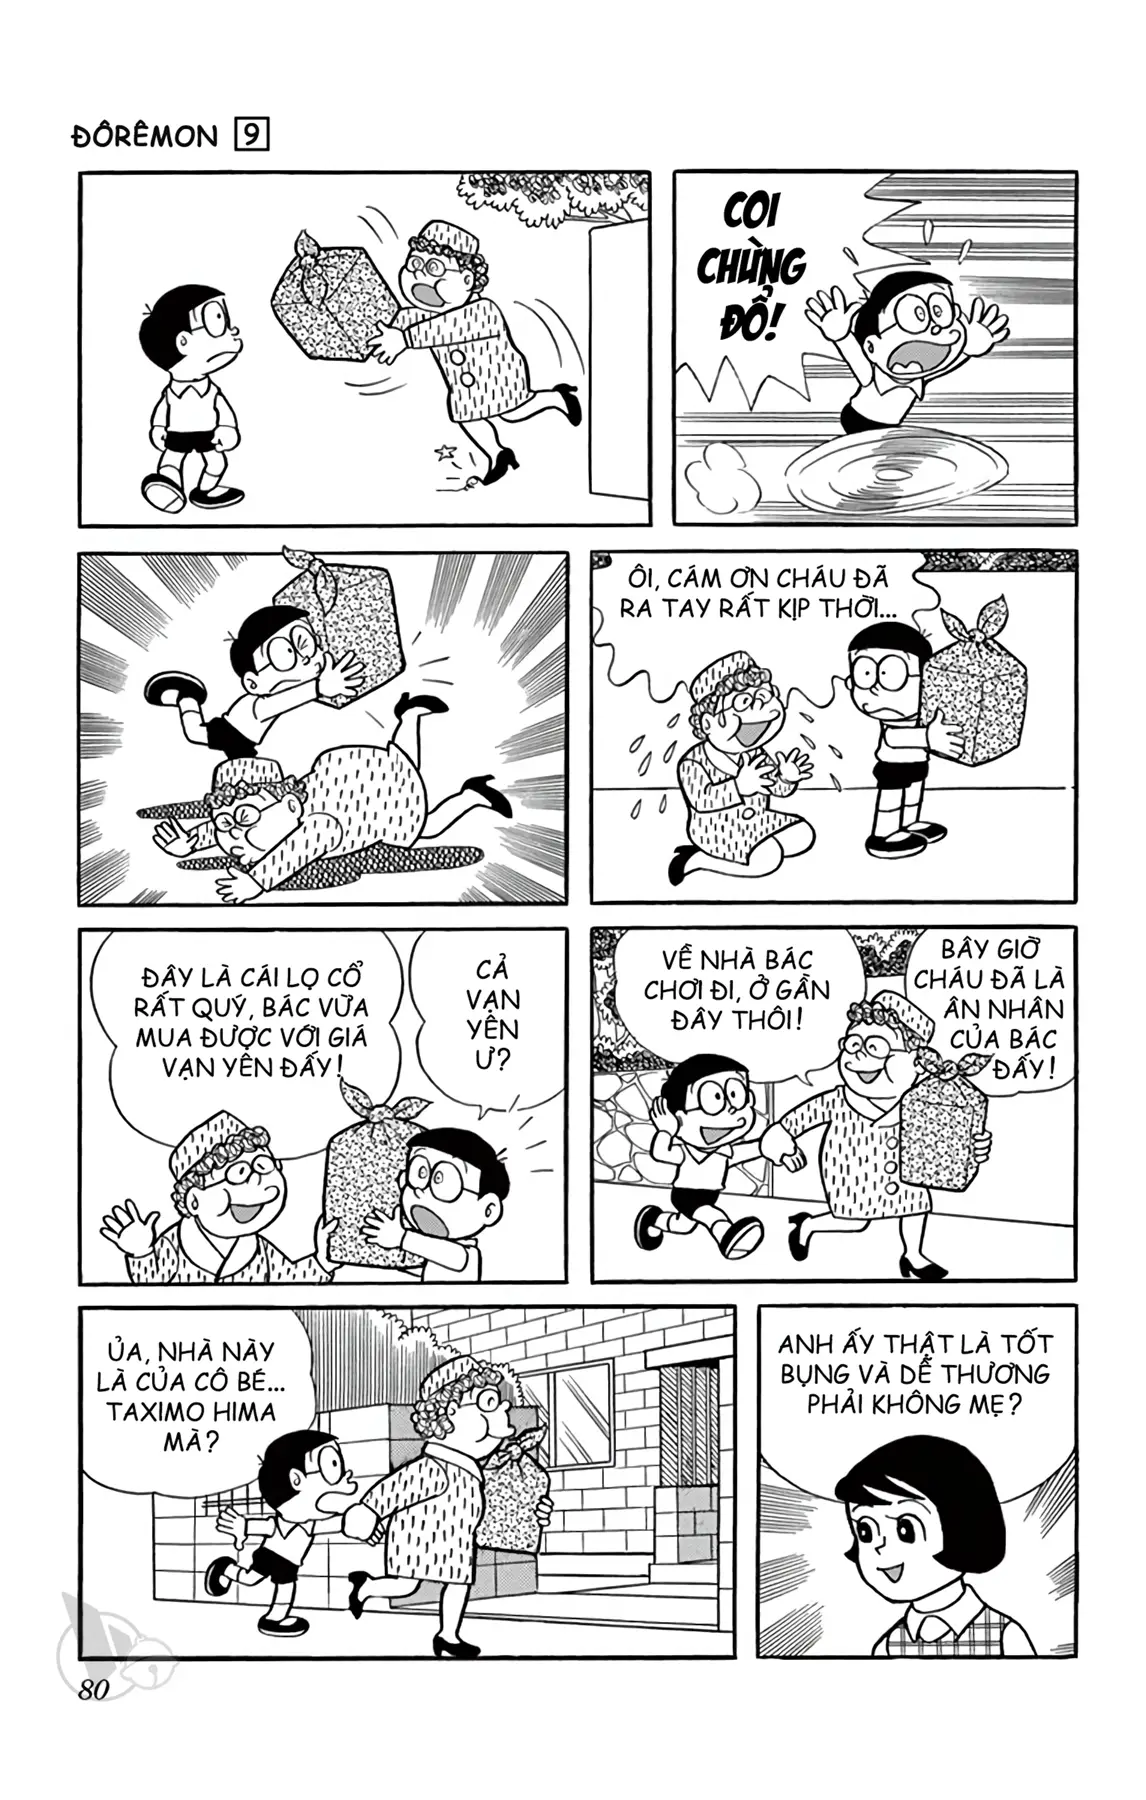 ĐÔRÊMON 9
COI
CHỪNG
ĐỔ!
ÔI, CÁM ƠN CHÁU ĐÃ
RA TAY RẤT KỊP THỜI...
ĐÂY LÀ CÁI LỌ CỔ
RẤT QUÝ, BÁC VỪA
MUA ĐƯỢC VỚI GIÁ
VẠN YÊN ĐẤY!
CẢ
VẠN
YÊN
Ư?
VỀ NHÀ BÁC
CHƠI ĐI, Ở GẦN
ĐÂY THÔI!
BÂY GIỜ
CHÁU ĐÃ LÀ
ÂN NHÂN
CỦA BÁC
ĐẤY!
ỦA, NHÀ NÀY
LÀ CỦA CÔ BÉ...
TAXIMO HIMA
MÀ?
ANH ẤY THẬT LÀ TỐT
BỤNG VÀ DỄ THƯƠNG
PHẢI KHÔNG MẸ?
80